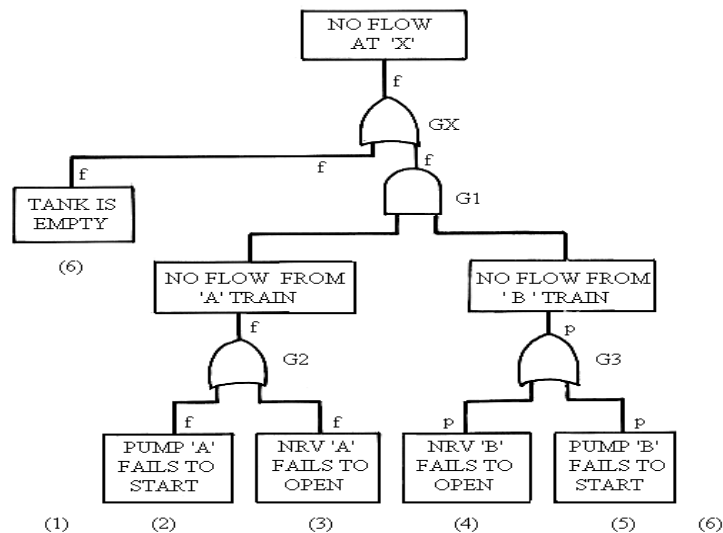 NO FLOW
AT 'X'
f
GX
f
f
f
TANK IS
EMPTY
G1
(6)
NO FLOW FROM
'A' TRAIN
NO FLOW FROM
' B ' TRAIN
f
p
G2
G3
f
f
p
p
PUMP 'A'
FAILS TO
START
NRV 'A'
FAILS TO
OPEN
NRV 'B'
FAILS TO
OPEN
PUMP 'B'
FAILS TO
START
(1) (2) (3) (4) (5) (6)